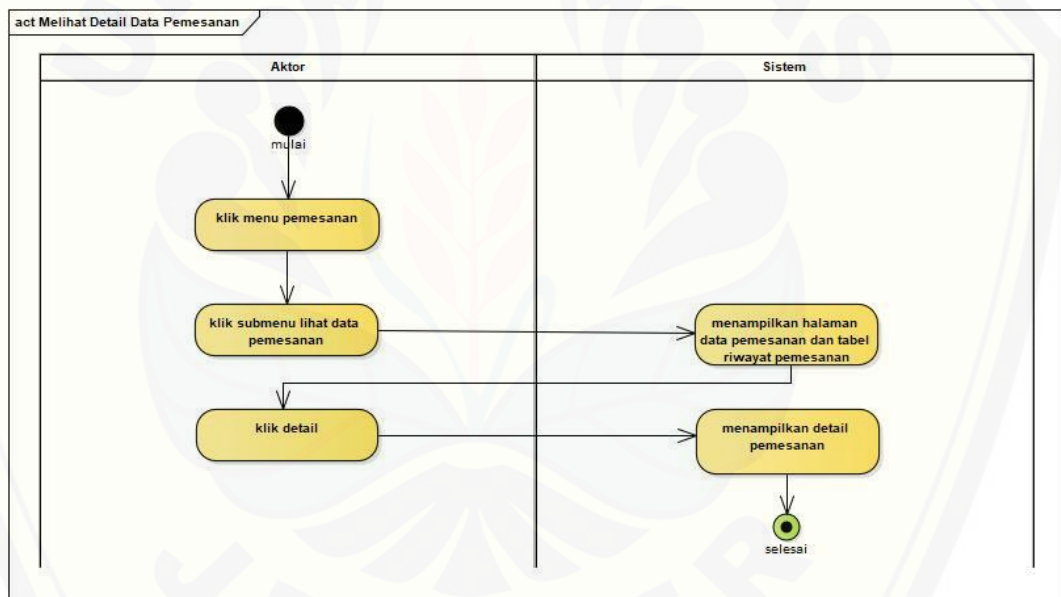 act Melihat Detail Data Pemesanan
Aktor
Sistem
mulai
klik menu pemesanan
klik submenu lihat data
pemesanan
menampilkan halaman
data pemesanan dan tabel
riwayat pemesanan
klik detail
menampilkan detail
pemesanan
selesai